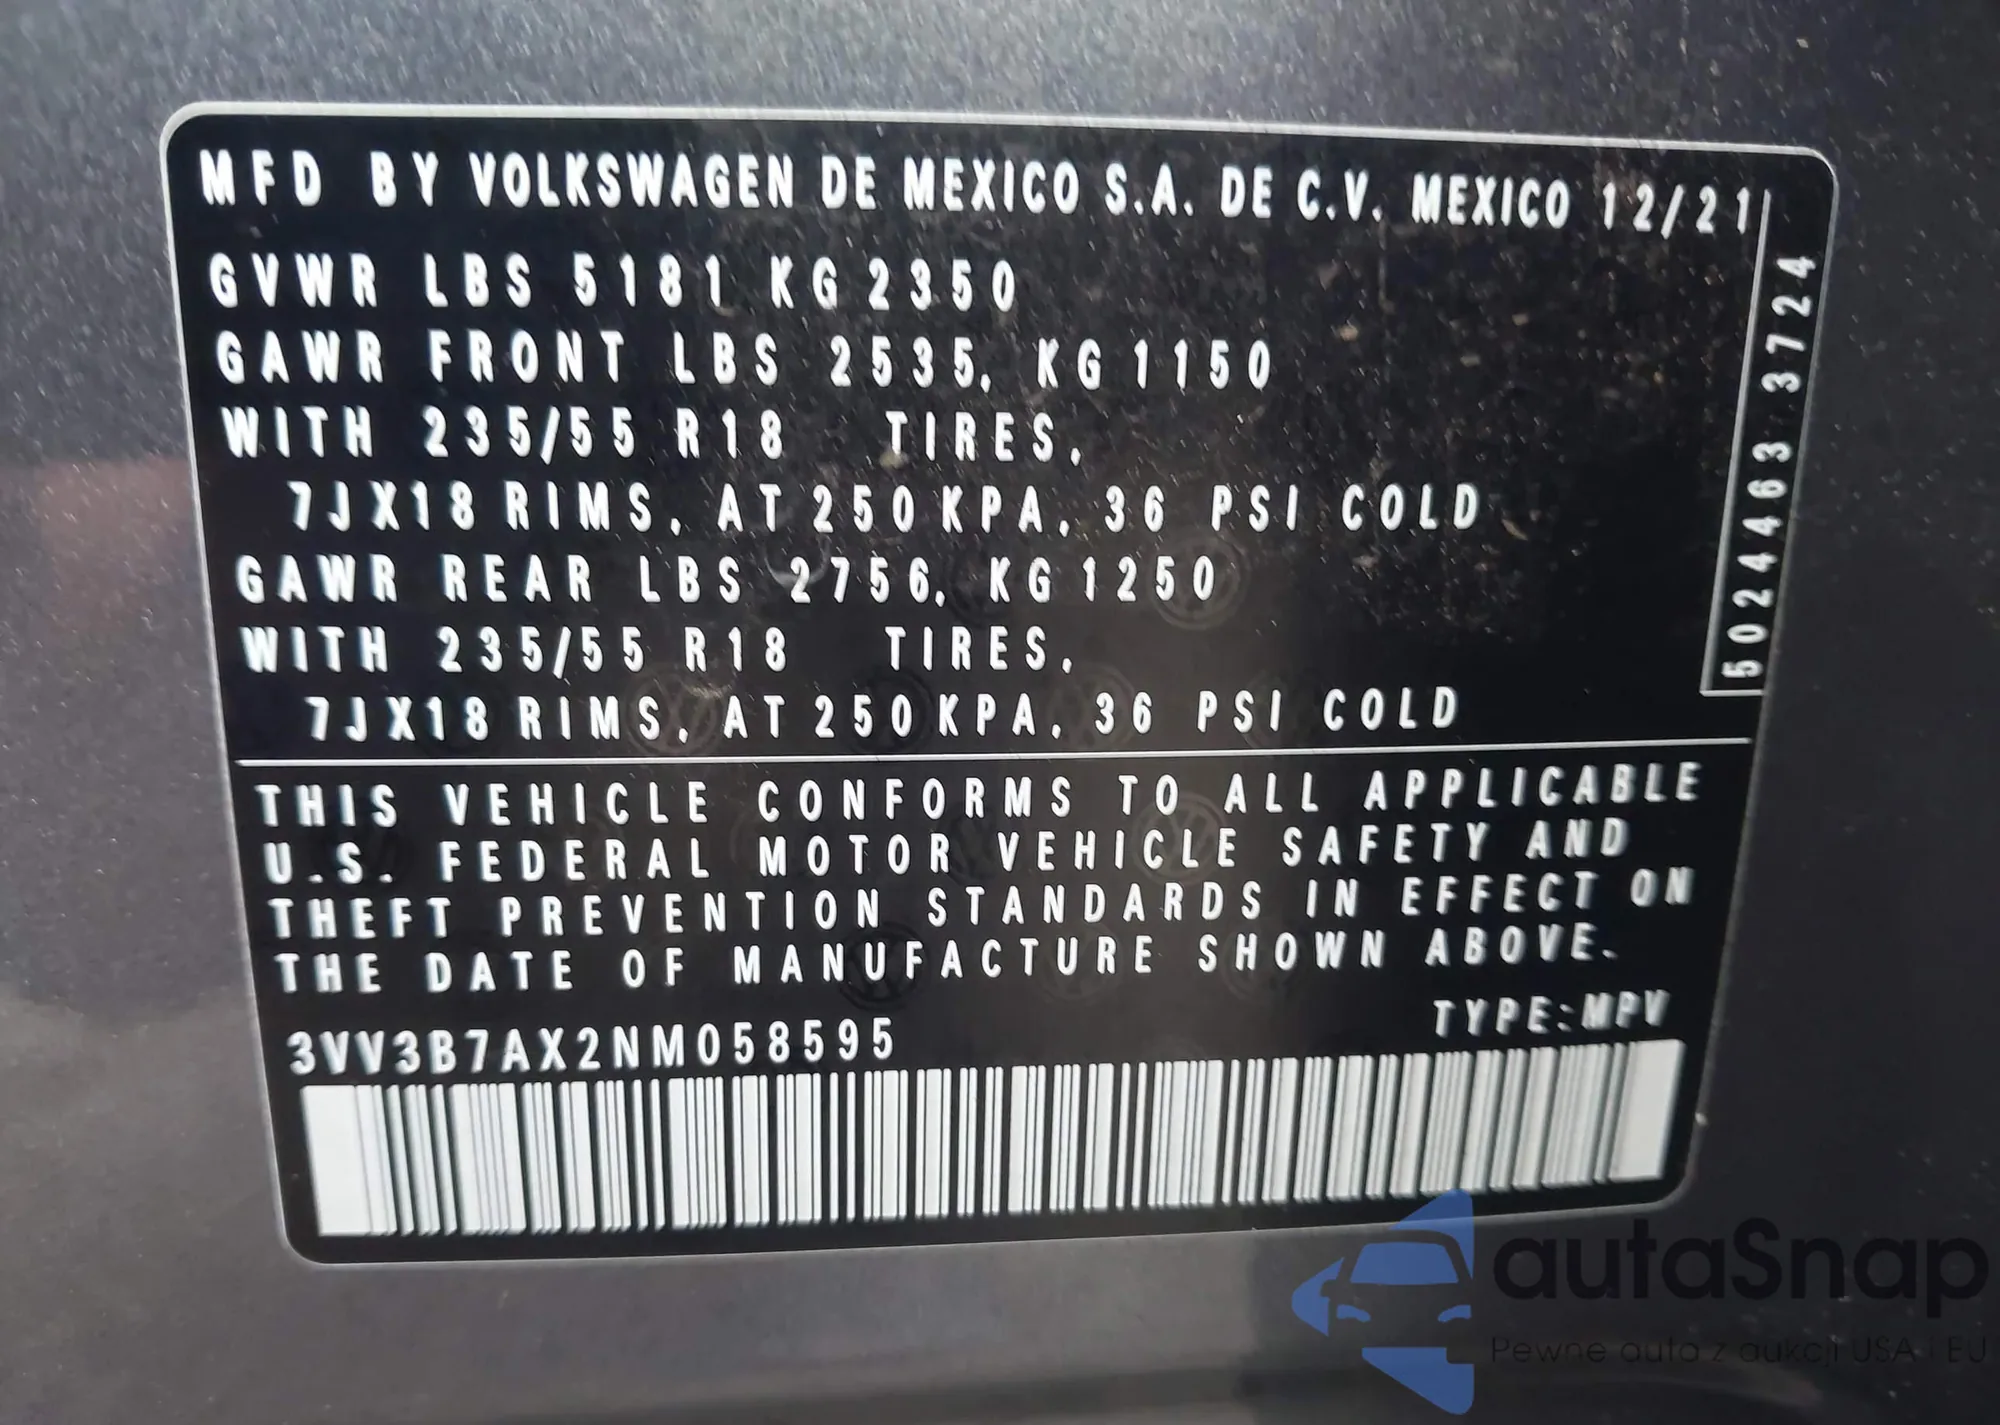 MFD BY VOLKSWAGEN DE MEXICO S.A. DE C.V. MEXICO 12/21
GVWR LBS 5181 KG 2350
GAWR FRONT LBS 2535, KG 1150
WITH 235/55 R18 TIRES,
7JX18 RIMS, AT 250 KPA, 36 PSI COLD
GAWR REAR LBS 2756, KG 1250
WITH 235/55 R18 TIRES,
7JX18 RIMS, AT 250 KPA, 36 PSI COLD
5024463 3724
THIS VEHICLE CONFORMS TO ALL APPLICABLE
U.S. FEDERAL MOTOR VEHICLE SAFETY AND
THEFT PREVENTION STANDARDS IN EFFECT ON
THE DATE OF MANUFACTURE SHOWN ABOVE.
3VV3B7AX2NM058595
TYPE:MPV
autaSnap
Pewne auta z aukcji USA i EU